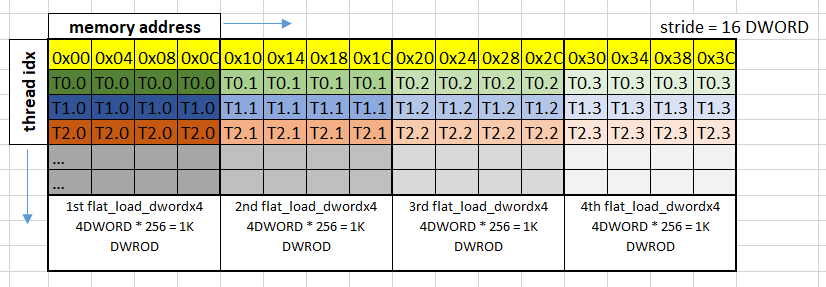 memory address
stride = 16 DWORD
thread idx
0x00 0x04 0x08 0x0C 0x10 0x14 0x18 0x1C 0x20 0x24 0x28 0x2C 0x30 0x34 0x38 0x3C
T0.0 T0.0 T0.0 T0.0 T0.1 T0.1 T0.1 T0.1 T0.2 T0.2 T0.2 T0.2 T0.3 T0.3 T0.3 T0.3
T1.0 T1.0 T1.0 T1.0 T1.1 T1.1 T1.1 T1.1 T1.2 T1.2 T1.2 T1.2 T1.3 T1.3 T1.3 T1.3
T2.0 T2.0 T2.0 T2.0 T2.1 T2.1 T2.1 T2.1 T2.2 T2.2 T2.2 T2.2 T2.3 T2.3 T2.3 T2.3
...
...
1st flat_load_dwordx4
4DWORD * 256 = 1K
DWROD
2nd flat_load_dwordx4
4DWORD * 256 = 1K
DWROD
3rd flat_load_dwordx4
4DWORD * 256 = 1K
DWROD
4th flat_load_dwordx4
4DWORD * 256 = 1K
DWROD